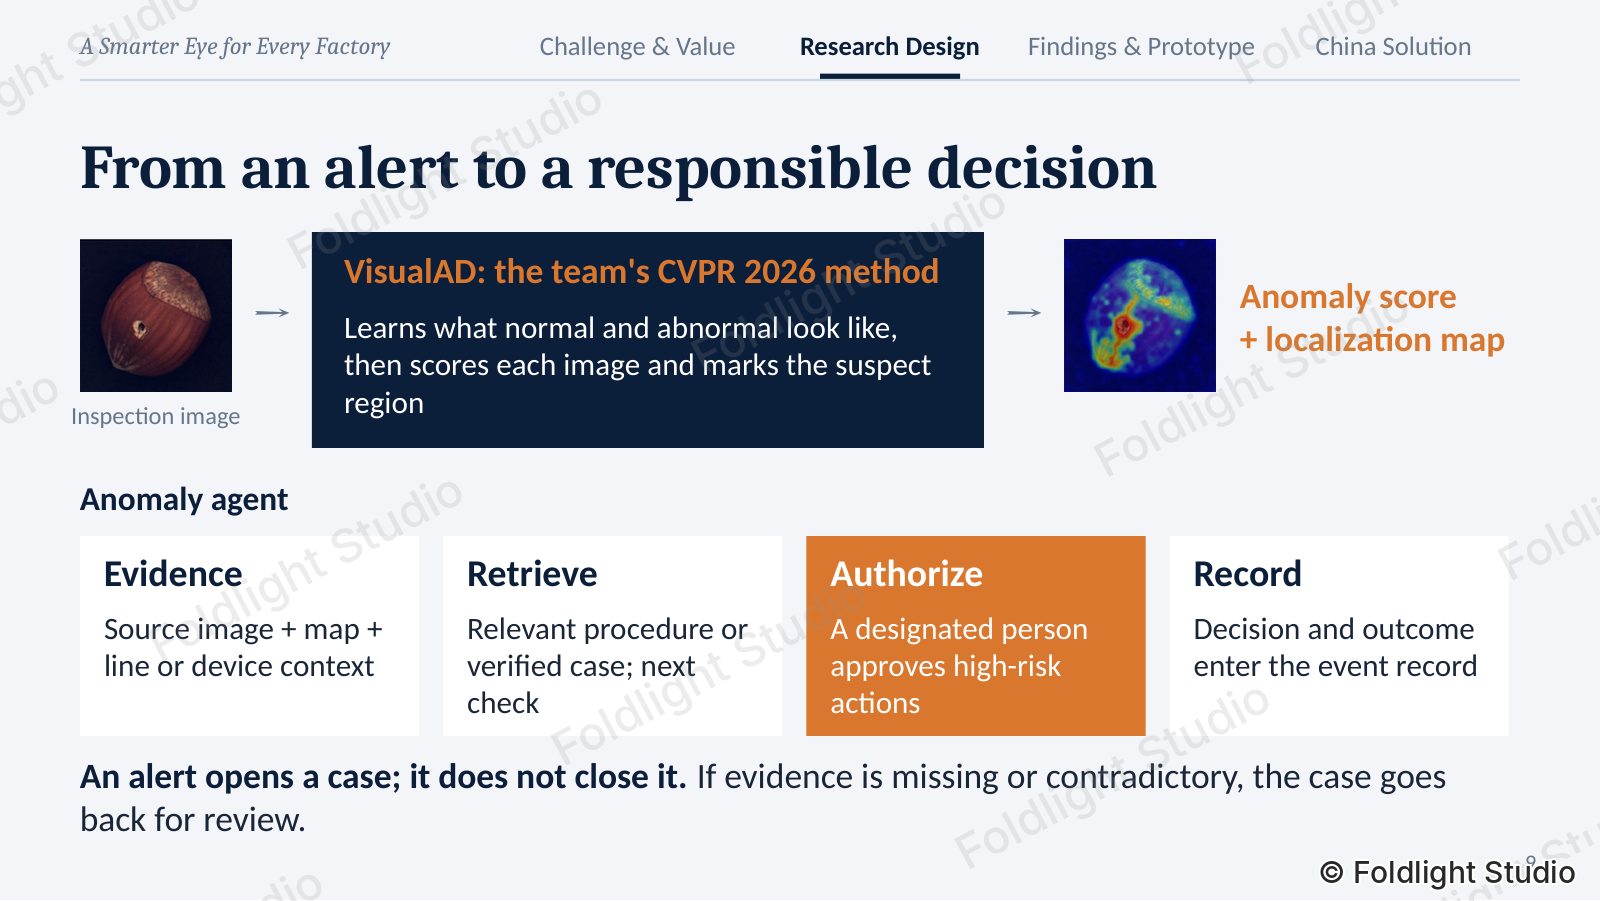 A Smarter Eye for Every Factory
Challenge & Value
Research Design
Findings & Prototype
China Solution
From an alert to a responsible decision
Inspection image
→
VisualAD: the team's CVPR 2026 method
Learns what normal and abnormal look like,
then scores each image and marks the suspect
region
→
Anomaly score
+ localization map
Anomaly agent
Evidence
Source image + map +
line or device context
Retrieve
Relevant procedure or
verified case; next
check
Authorize
A designated person
approves high-risk
actions
Record
Decision and outcome
enter the event record
An alert opens a case; it does not close it. If evidence is missing or contradictory, the case goes
back for review.
9
© Foldlight Studio
Foldlight Studio